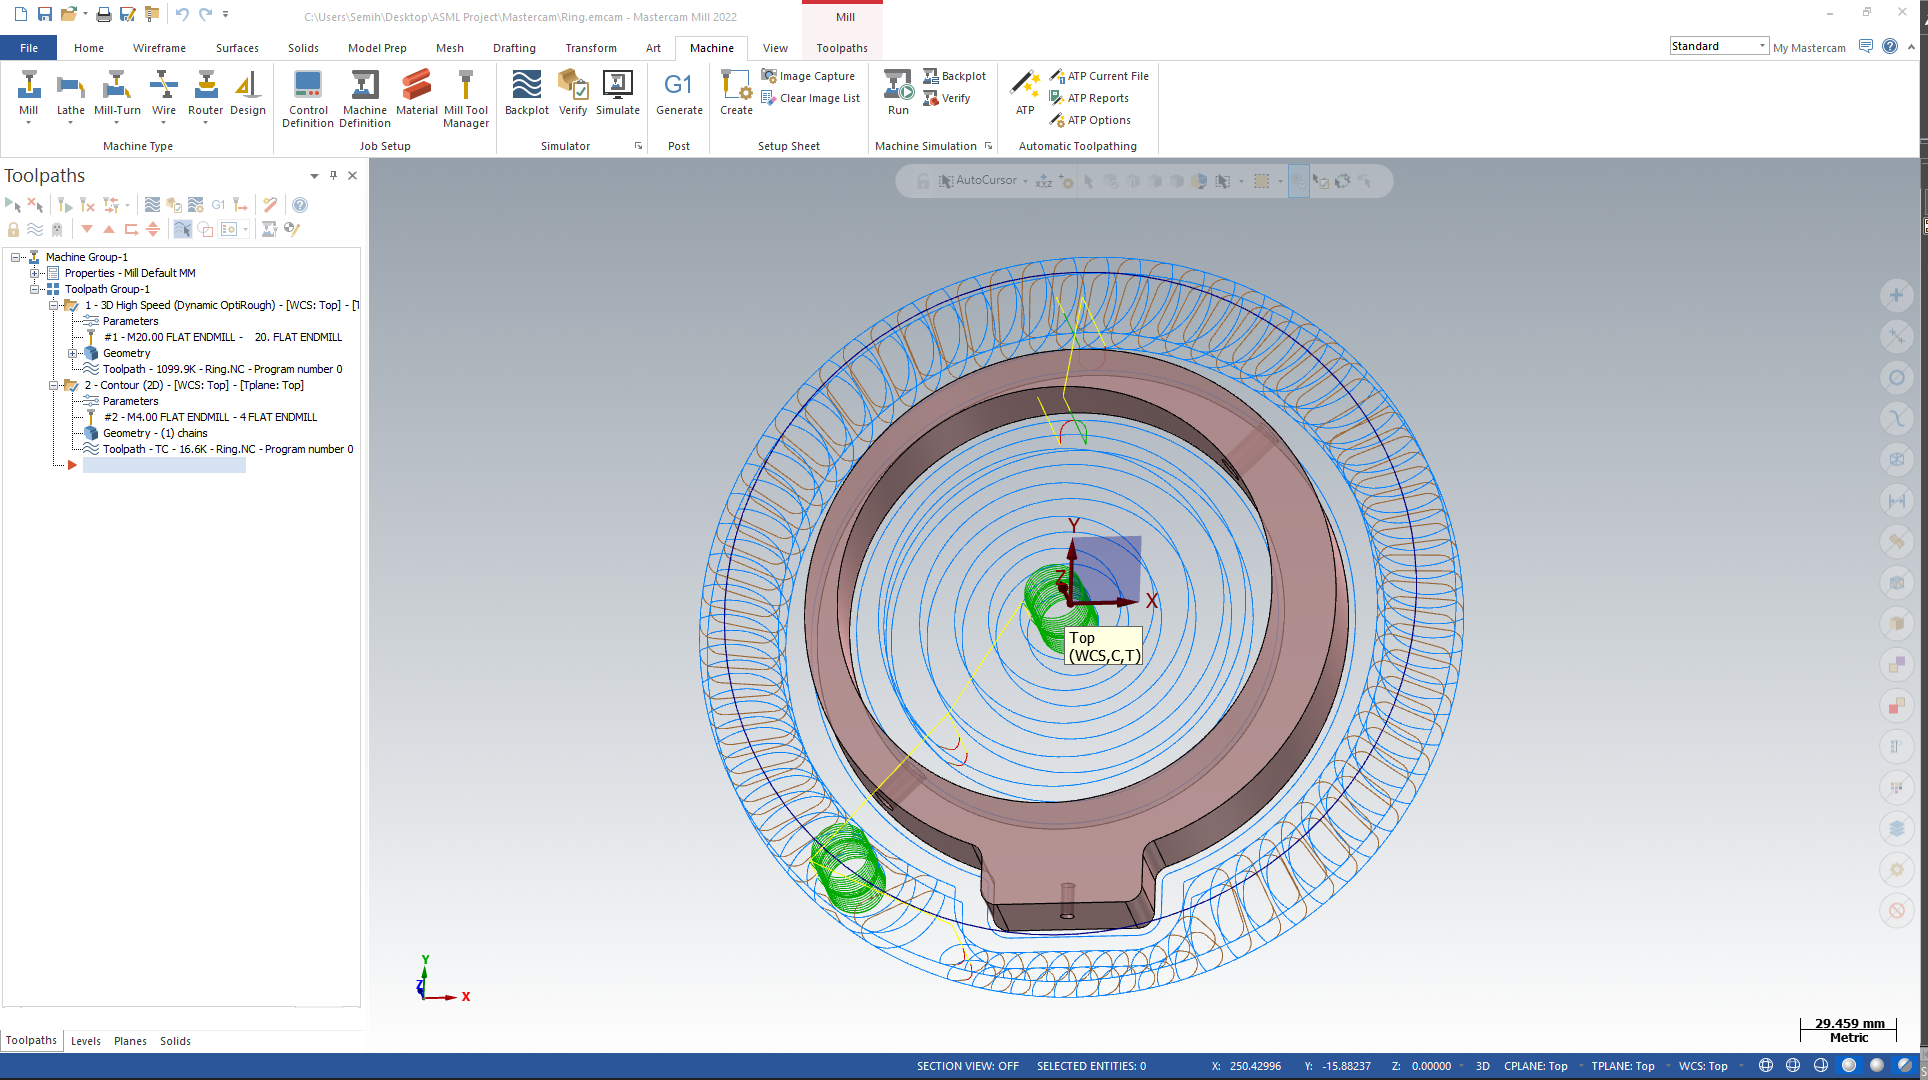 C:\Users\Semih\Desktop\ASML Project\Mastercam\Ring.emcam - Mastercam Mill 2022
Mill
File Home Wireframe Surfaces Solids Model Prep Mesh Drafting Transform Art Machine View Toolpaths
Standard My Mastercam
Mill Lathe Mill-Turn Wire Router Design
Machine Type
Control Definition Machine Definition Material Mill Tool Manager
Job Setup
Backplot Verify Simulate
Simulator
G1 Generate
Post
Create Image Capture
Clear Image List
Setup Sheet
Run Backplot
Verify
Machine Simulation
ATP ATP Current File
ATP Reports
ATP Options
Automatic Toolpathing
Toolpaths
G1
Machine Group-1
Properties - Mill Default MM
Toolpath Group-1
1 - 3D High Speed (Dynamic OptiRough) - [WCS: Top] - [T
Parameters
#1 - M20.00 FLAT ENDMILL - 20. FLAT ENDMILL
Geometry
Toolpath - 1099.9K - Ring.NC - Program number 0
2 - Contour (2D) - [WCS: Top] - [Tplane: Top]
Parameters
#2 - M4.00 FLAT ENDMILL - 4 FLAT ENDMILL
Geometry - (1) chains
Toolpath - TC - 16.6K - Ring.NC - Program number 0
AutoCursor
XYZ
Y
Z
X
Top
(WCS,C,T)
Y
Z
X
29.459 mm
Metric
Toolpaths Levels Planes Solids
SECTION VIEW: OFF SELECTED ENTITIES: 0 X: 250.42996 Y: -15.88237 Z: 0.00000 3D CPLANE: Top TPLANE: Top WCS: Top